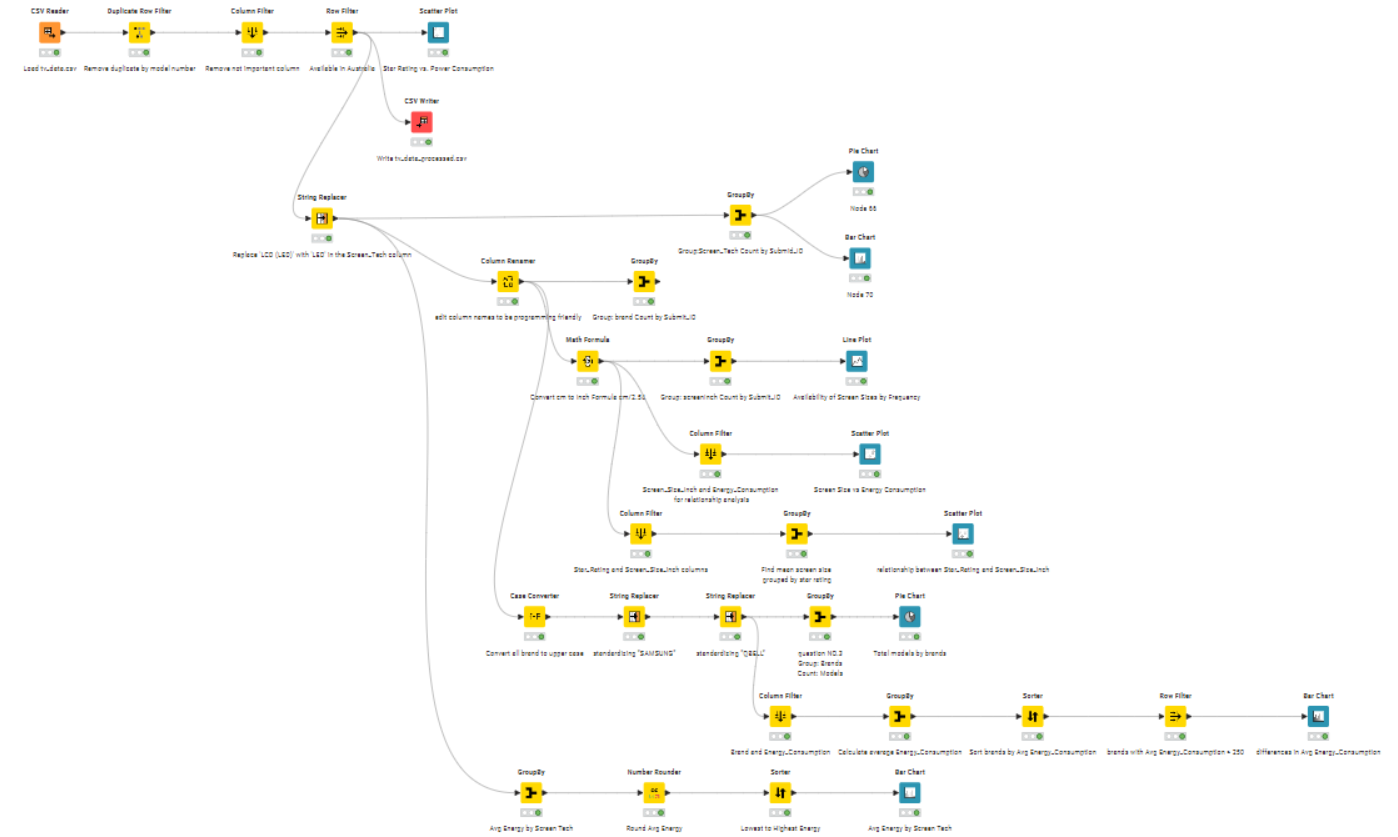 CSV Reader
Duplicate Row Filter
Column Filter
Row Filter
Scatter Plot
Load tv_data.csv
Remove duplicate by model number
Remove not important column
Available in Australia
Star Rating vs. Power Consumption
CSV Writer
Write tv_data_processed.csv
Pie Chart
Node 68
String Replacer
Replace 'LCD (LED)' with 'LED' in the Screen_Tech column
GroupBy
Group:Screen_Tech Count by Submid_ID
Bar Chart
Node 70
Column Renamer
edit column names to be programming friendly
GroupBy
Group: brand Count by Submit_ID
Math Formula
Convert cm to inch Formula cm/2.54
GroupBy
Group: screeninch Count by Submit_ID
Line Plot
Availability of Screen Sizes by Frequency
Column Filter
Screen_Size_Inch and Energy_Consumption
for relationship analysis
Scatter Plot
Screen Size vs Energy Consumption
Column Filter
Star_Rating and Screen_Size_Inch columns
GroupBy
Find mean screen size
grouped by star rating
Scatter Plot
relationship between Star_Rating and Screen_Size_Inch
Case Converter
Convert all brand to upper case
String Replacer
standardizing "SAMSUNG"
String Replacer
standardizing "QBELL"
GroupBy
question NO.3
Group: Brands
Count: Models
Pie Chart
Total models by brands
Column Filter
Brand and Energy_Consumption
GroupBy
Calculate average Energy_Consumption
Sorter
Sort brands by Avg Energy_Consumption
Row Filter
brands with Avg Energy_Consumption
Bar Chart
differences in Avg Energy_Consumption
GroupBy
Avg Energy by Screen Tech
Number Rounder
Round Avg Energy
Sorter
Lowest to Highest Energy
Bar Chart
Avg Energy by Screen Tech